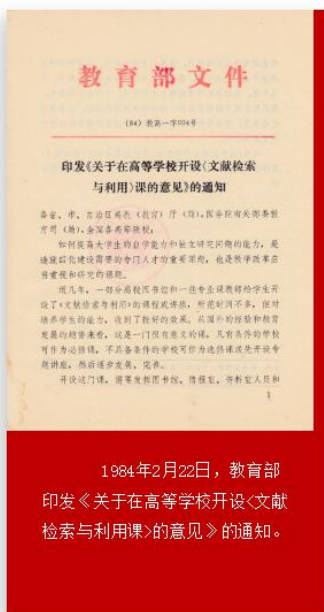 教育部文件
(84)教高一字004号
印发《关于在高等学校开设〈文献检索
与利用〉课的意见》的通知
各省、市、自治区高教(教育)厅(局)、国务院有关部委教
育司(局)、全国各高等院校:
如何提高大学生的自学能力和独立研究问题的能力,是
造就四化建设需要的专门人才的重要课题,也是教学改革应
当重视和研究的课题。
近几年,一部分高校图书馆和一些专业课教师给学生开
设了《文献检索与利用》的课程或讲座,所花时间不多,但对
培养学生的能力,收到了较好的效果。从国外的经验和教育
发展的趋势来看,这是一门很有意义的课。凡有条件的学校
可作为必修课,不具备条件的学校可作为选修课或先开设专
题讲座,然后逐步发展、完善。
开设这门课,需要发挥图书馆、情报室、资料室人员和
1
1984年2月22日,教育部
印发《关于在高等学校开设<文献
检索与利用课>的意见》的通知。